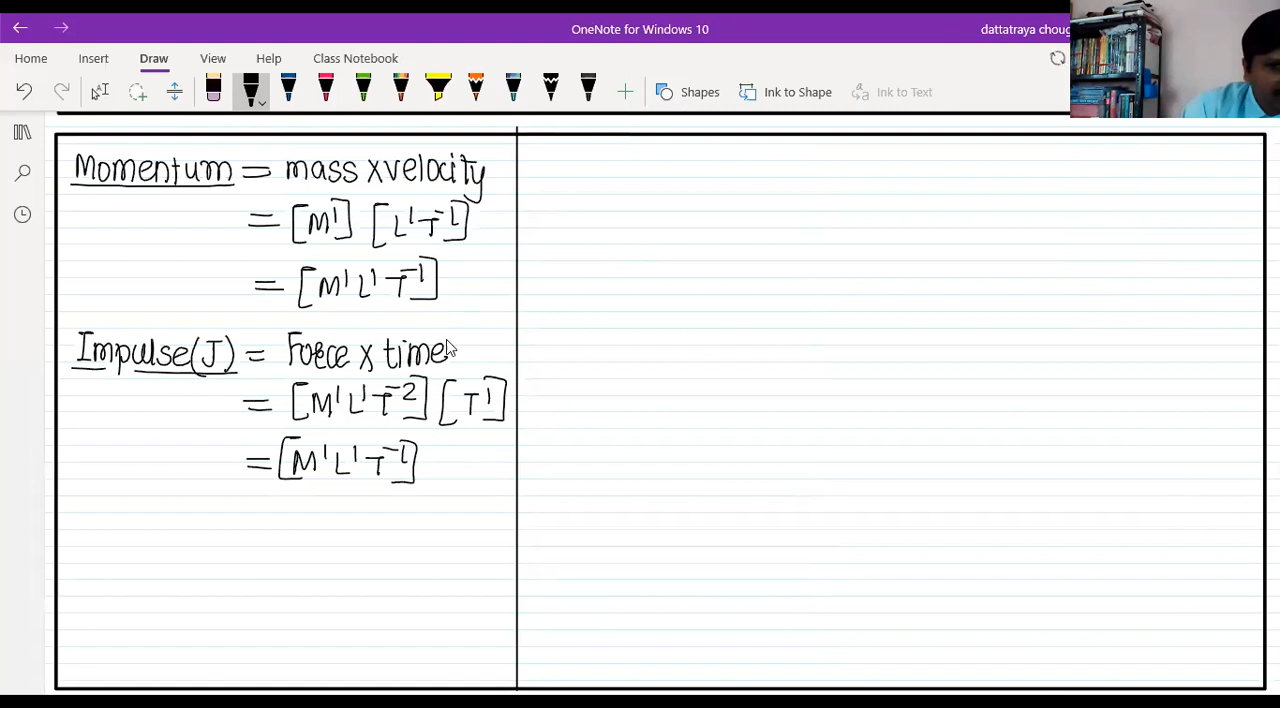 OneNote for Windows 10
dattatraya choug
Home Insert Draw View Help Class Notebook
Shapes Ink to Shape Ink to Text
Momentum = mass x velocity
= [M¹] [L¹T⁻¹]
= [M¹L¹T⁻¹]
Impulse(J) = Force x time
= [M¹L¹T⁻²] [T¹]
= [M¹L¹T⁻¹]